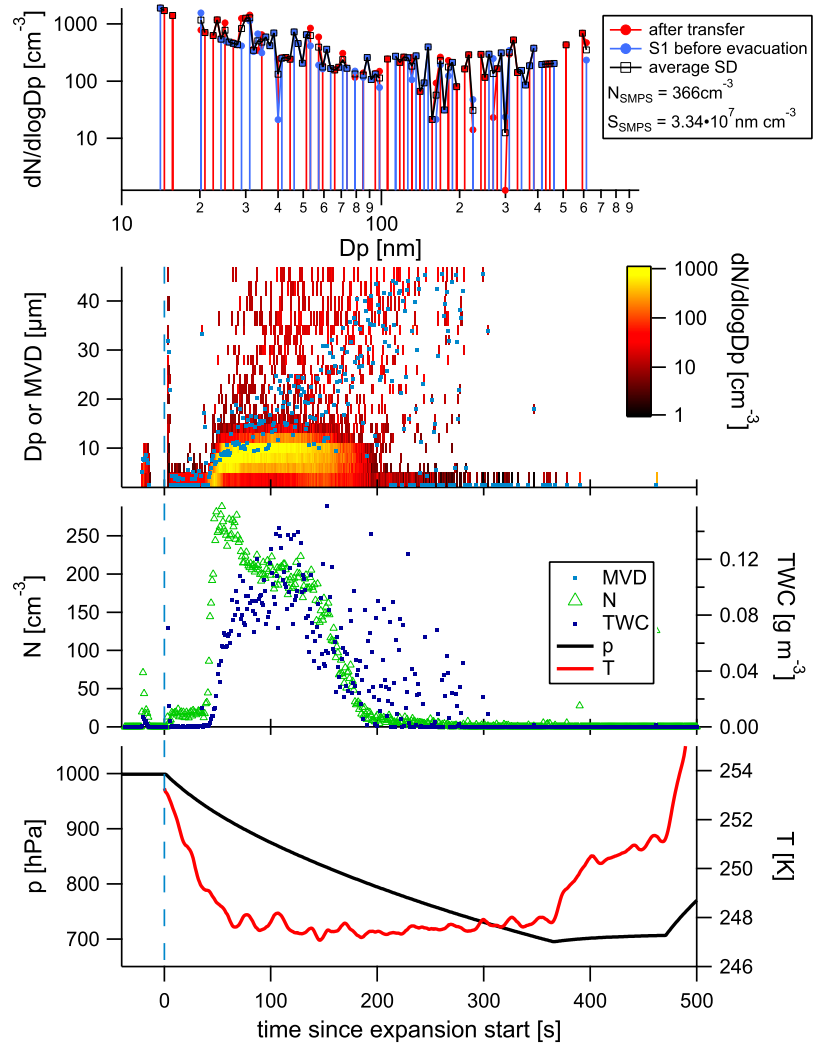 dN/dlogDp [cm⁻³]
1000
100
10
after transfer
S1 before evacuation
average SD
N_SMPS = 366cm⁻³
S_SMPS = 3.34•10⁷nm cm⁻³
10 2 3 4 5 6 7 8 9 100 2 3 4 5 6 7 8 9
Dp [nm]
Dp or MVD [µm]
40
30
20
10
1000
100
10
1
dN/dlogDp [cm⁻³]
N [cm⁻³]
250
200
150
100
50
0
MVD
N
TWC
p
T
0.12
0.08
0.04
0.00
TWC [g m⁻³]
p [hPa]
1000
900
800
700
254
252
250
248
246
T [K]
0 100 200 300 400 500
time since expansion start [s]